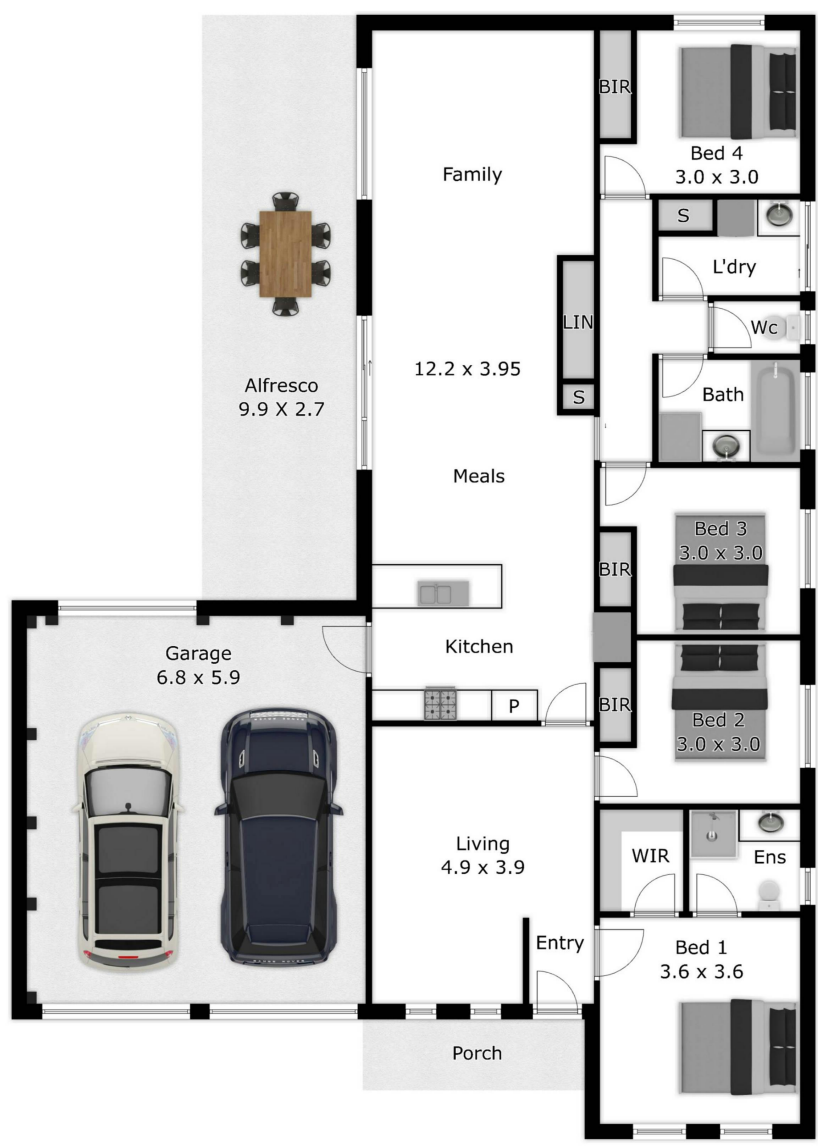 BIR
Bed 4
3.0 x 3.0
Family
S
L'dry
LIN
Wc
12.2 x 3.95
Alfresco
9.9 X 2.7
S
Bath
Meals
Bed 3
3.0 x 3.0
BIR
Kitchen
Garage
6.8 x 5.9
P
BIR
Bed 2
3.0 x 3.0
Living
4.9 x 3.9
WIR
Ens
Entry
Bed 1
3.6 x 3.6
Porch